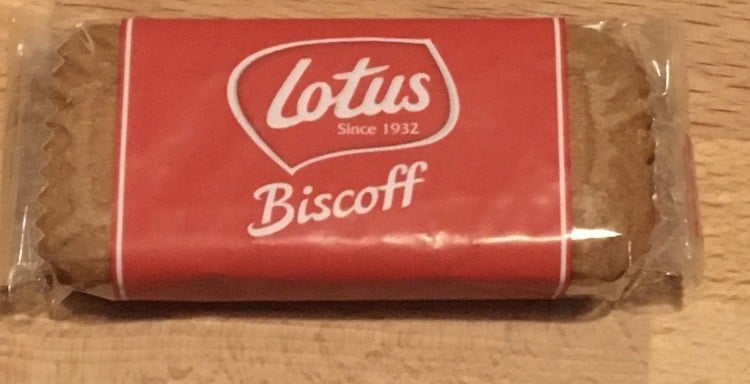 Lotus
Since 1932
Biscoff